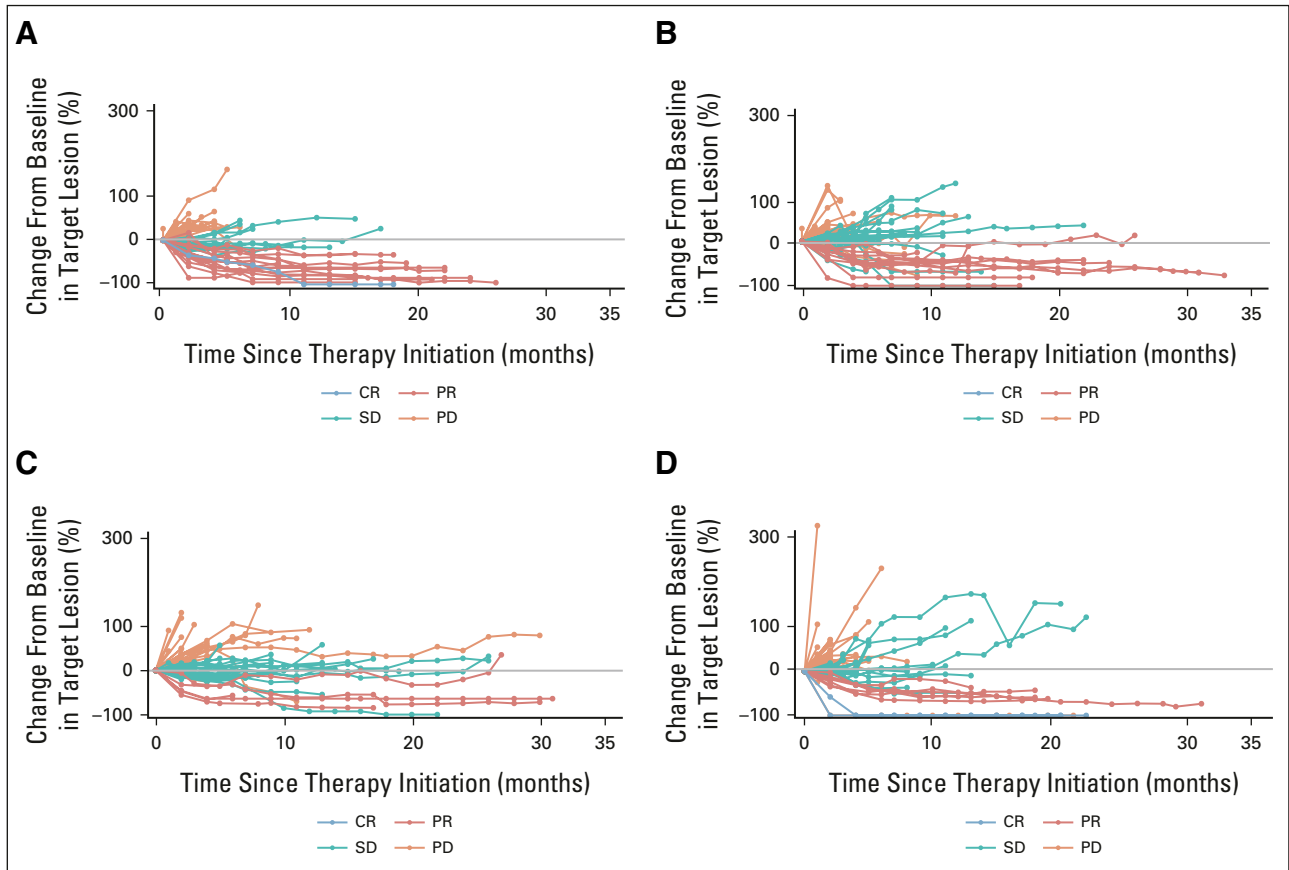 A
Change From Baseline
in Target Lesion (%)
300
100
0
−100
0
10
20
30
35
Time Since Therapy Initiation (months)
CR
PR
SD
PD
B
Change From Baseline
in Target Lesion (%)
300
100
0
−100
0
10
20
30
35
Time Since Therapy Initiation (months)
CR
PR
SD
PD
C
Change From Baseline
in Target Lesion (%)
300
100
0
−100
0
10
20
30
35
Time Since Therapy Initiation (months)
CR
PR
SD
PD
D
Change From Baseline
in Target Lesion (%)
300
100
0
−100
0
10
20
30
35
Time Since Therapy Initiation (months)
CR
PR
SD
PD